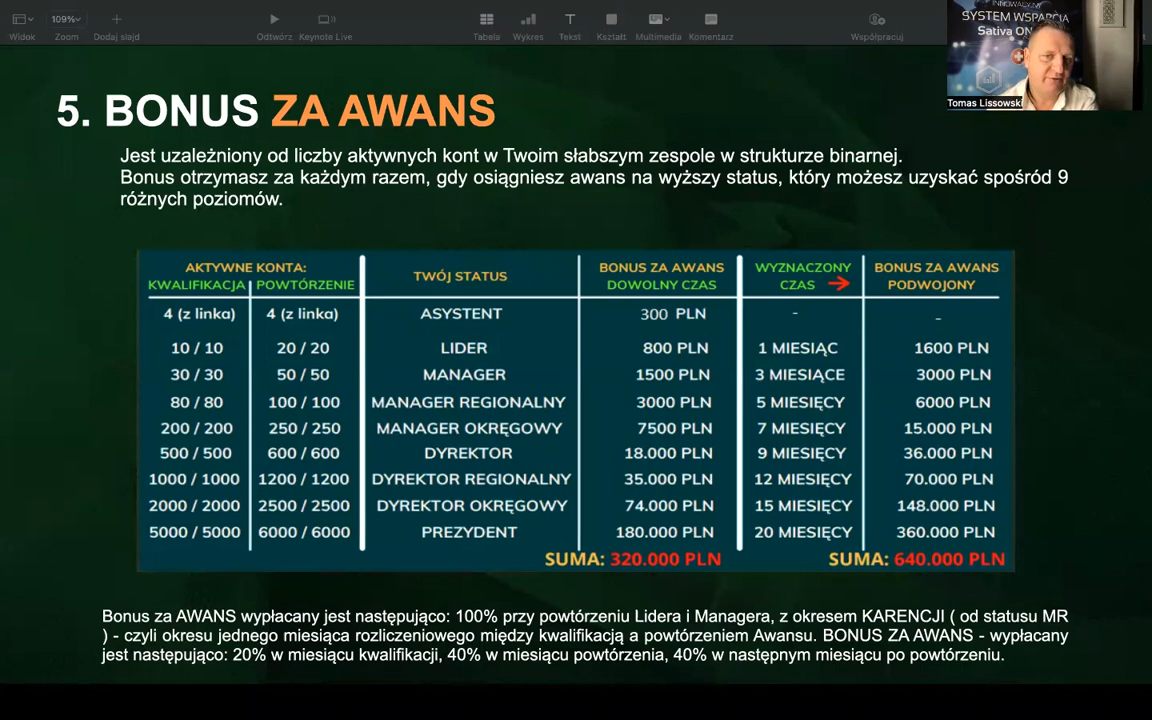 109%
Widok
Zoom
Dodaj slajd
Odtwórz
Keynote Live
Tabela
Wykres
Tekst
Kształt
Multimedia
Komentarz
Współpracuj
INNOWACYJNY
SYSTEM WSPARCIA
Sativa ON
Tomas Lissowski
5. BONUS ZA AWANS
Jest uzależniony od liczby aktywnych kont w Twoim słabszym zespole w strukturze binarnej.
Bonus otrzymasz za każdym razem, gdy osiągniesz awans na wyższy status, który możesz uzyskać spośród 9
różnych poziomów.
AKTYWNE KONTA:
KWALIFIKACJA POWTÓRZENIE
TWÓJ STATUS
BONUS ZA AWANS
DOWOLNY CZAS
WYZNACZONY
CZAS
BONUS ZA AWANS
PODWOJONY
4 (z linka) 4 (z linka) ASYSTENT 300 PLN - -
10 / 10 20 / 20 LIDER 800 PLN 1 MIESIĄC 1600 PLN
30 / 30 50 / 50 MANAGER 1500 PLN 3 MIESIĄCE 3000 PLN
80 / 80 100 / 100 MANAGER REGIONALNY 3000 PLN 5 MIESIĘCY 6000 PLN
200 / 200 250 / 250 MANAGER OKRĘGOWY 7500 PLN 7 MIESIĘCY 15.000 PLN
500 / 500 600 / 600 DYREKTOR 18.000 PLN 9 MIESIĘCY 36.000 PLN
1000 / 1000 1200 / 1200 DYREKTOR REGIONALNY 35.000 PLN 12 MIESIĘCY 70.000 PLN
2000 / 2000 2500 / 2500 DYREKTOR OKRĘGOWY 74.000 PLN 15 MIESIĘCY 148.000 PLN
5000 / 5000 6000 / 6000 PREZYDENT 180.000 PLN 20 MIESIĘCY 360.000 PLN
SUMA: 320.000 PLN SUMA: 640.000 PLN
Bonus za AWANS wypłacany jest następująco: 100% przy powtórzeniu Lidera i Managera, z okresem KARENCJI ( od statusu MR
) - czyli okresu jednego miesiąca rozliczeniowego między kwalifikacją a powtórzeniem Awansu. BONUS ZA AWANS - wypłacany
jest następująco: 20% w miesiącu kwalifikacji, 40% w miesiącu powtórzenia, 40% w następnym miesiącu po powtórzeniu.